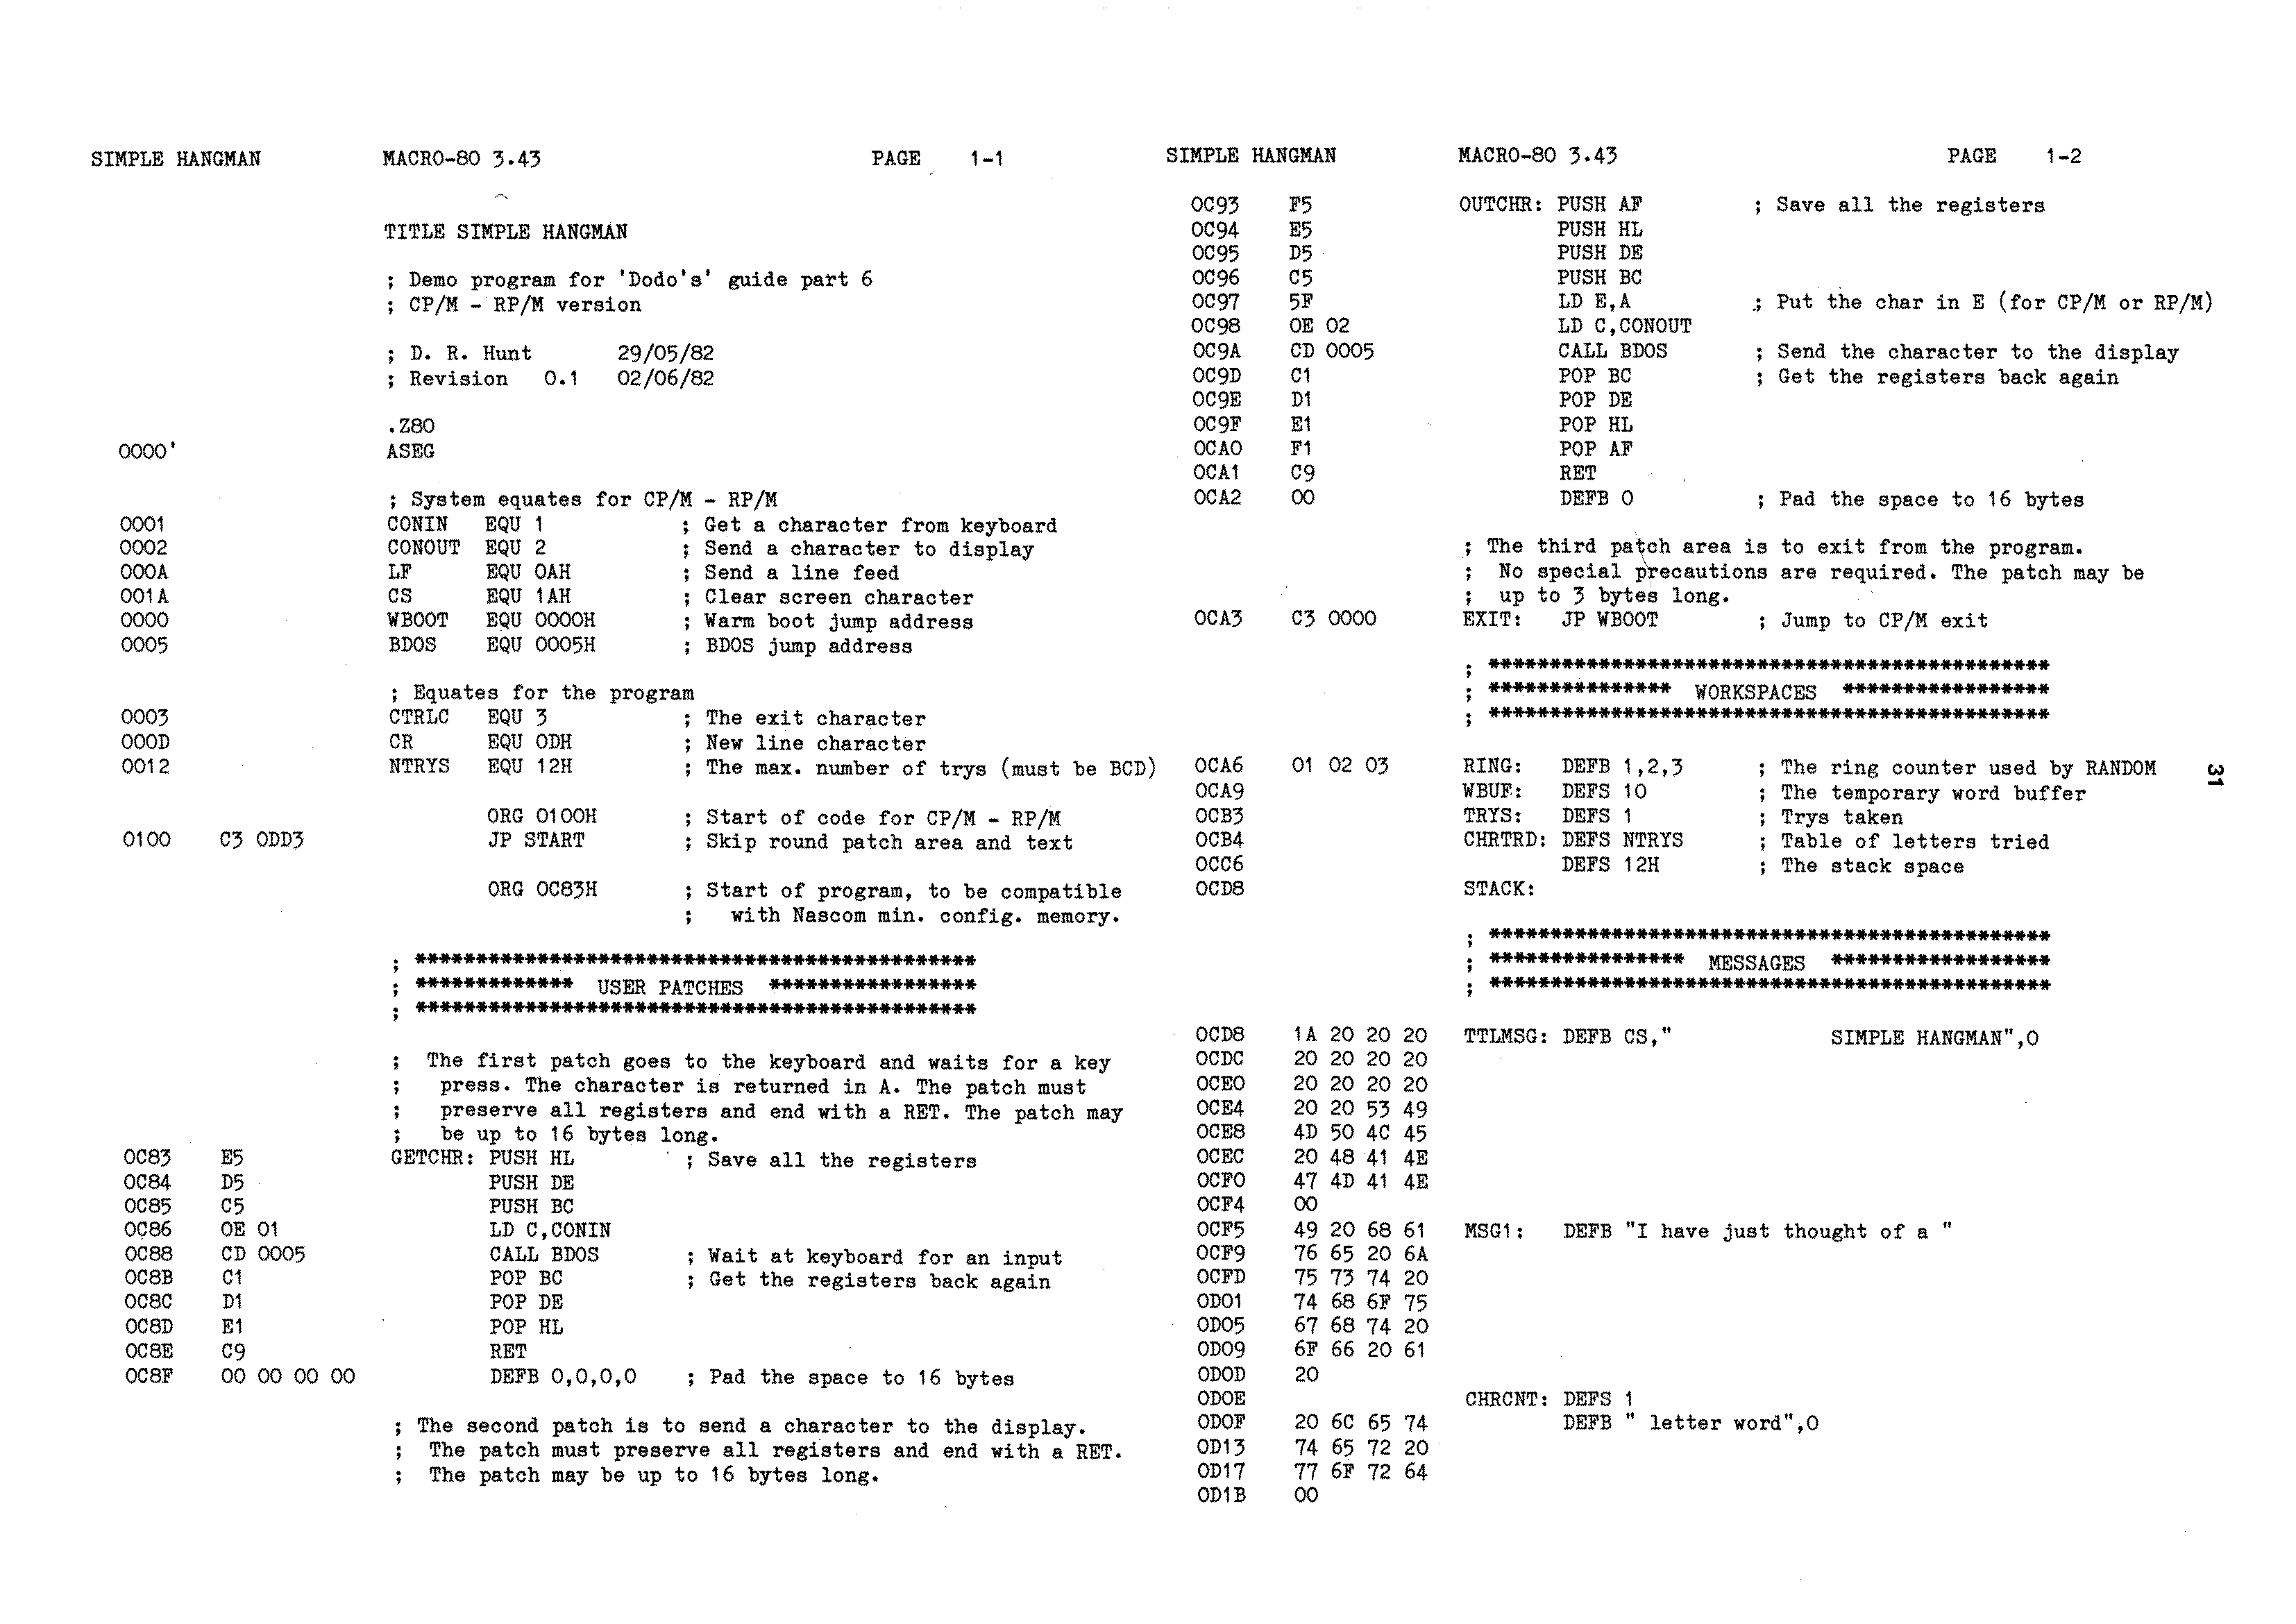 SIMPLE HANGMAN MACRO-80 3.43 PAGE 1-1
TITLE SIMPLE HANGMAN
; Demo program for 'Dodo's' guide part 6
; CP/M - RP/M version
; D. R. Hunt 29/05/82
; Revision 0.1 02/06/82
.Z80
0000' ASEG
; System equates for CP/M - RP/M
0001 CONIN EQU 1 ; Get a character from keyboard
0002 CONOUT EQU 2 ; Send a character to display
000A LF EQU 0AH ; Send a line feed
001A CS EQU 1AH ; Clear screen character
0000 WBOOT EQU 0000H ; Warm boot jump address
0005 BDOS EQU 0005H ; BDOS jump address
; Equates for the program
0003 CTRLC EQU 3 ; The exit character
000D CR EQU 0DH ; New line character
0012 NTRYS EQU 12H ; The max. number of trys (must be BCD)
ORG 0100H ; Start of code for CP/M - RP/M
0100 C3 0DD3 JP START ; Skip round patch area and text
ORG 0C83H ; Start of program, to be compatible
; with Nascom min. config. memory.
; **********************************************
; ************* USER PATCHES *****************
; **********************************************
; The first patch goes to the keyboard and waits for a key
; press. The character is returned in A. The patch must
; preserve all registers and end with a RET. The patch may
; be up to 16 bytes long.
0C83 E5 GETCHR: PUSH HL ; Save all the registers
0C84 D5 PUSH DE
0C85 C5 PUSH BC
0C86 0E 01 LD C,CONIN
0C88 CD 0005 CALL BDOS ; Wait at keyboard for an input
0C8B C1 POP BC ; Get the registers back again
0C8C D1 POP DE
0C8D E1 POP HL
0C8E C9 RET
0C8F 00 00 00 00 DEFB 0,0,0,0 ; Pad the space to 16 bytes
; The second patch is to send a character to the display.
; The patch must preserve all registers and end with a RET.
; The patch may be up to 16 bytes long.
SIMPLE HANGMAN MACRO-80 3.43 PAGE 1-2
0C93 F5 OUTCHR: PUSH AF ; Save all the registers
0C94 E5 PUSH HL
0C95 D5 PUSH DE
0C96 C5 PUSH BC
0C97 5F LD E,A ; Put the char in E (for CP/M or RP/M)
0C98 0E 02 LD C,CONOUT
0C9A CD 0005 CALL BDOS ; Send the character to the display
0C9D C1 POP BC ; Get the registers back again
0C9E D1 POP DE
0C9F E1 POP HL
0CA0 F1 POP AF
0CA1 C9 RET
0CA2 00 DEFB 0 ; Pad the space to 16 bytes
; The third patch area is to exit from the program.
; No special precautions are required. The patch may be
; up to 3 bytes long.
0CA3 C3 0000 EXIT: JP WBOOT ; Jump to CP/M exit
; **********************************************
; *************** WORKSPACES *****************
; **********************************************
0CA6 01 02 03 RING: DEFB 1,2,3 ; The ring counter used by RANDOM
0CA9 WBUF: DEFS 10 ; The temporary word buffer
0CB3 TRYS: DEFS 1 ; Trys taken
0CB4 CHRTRD: DEFS NTRYS ; Table of letters tried
0CC6 DEFS 12H ; The stack space
0CD8 STACK:
; **********************************************
; **************** MESSAGES ******************
; **********************************************
0CD8 1A 20 20 20 TTLMSG: DEFB CS," SIMPLE HANGMAN",0
0CDC 20 20 20 20
0CE0 20 20 20 20
0CE4 20 20 53 49
0CE8 4D 50 4C 45
0CEC 20 48 41 4E
0CF0 47 4D 41 4E
0CF4 00
0CF5 49 20 68 61 MSG1: DEFB "I have just thought of a "
0CF9 76 65 20 6A
0CFD 75 73 74 20
0D01 74 68 6F 75
0D05 67 68 74 20
0D09 6F 66 20 61
0D0D 20
0D0E CHRCNT: DEFS 1
0D0F 20 6C 65 74 DEFB " letter word",0
0D13 74 65 72 20
0D17 77 6F 72 64
0D1B 00
31